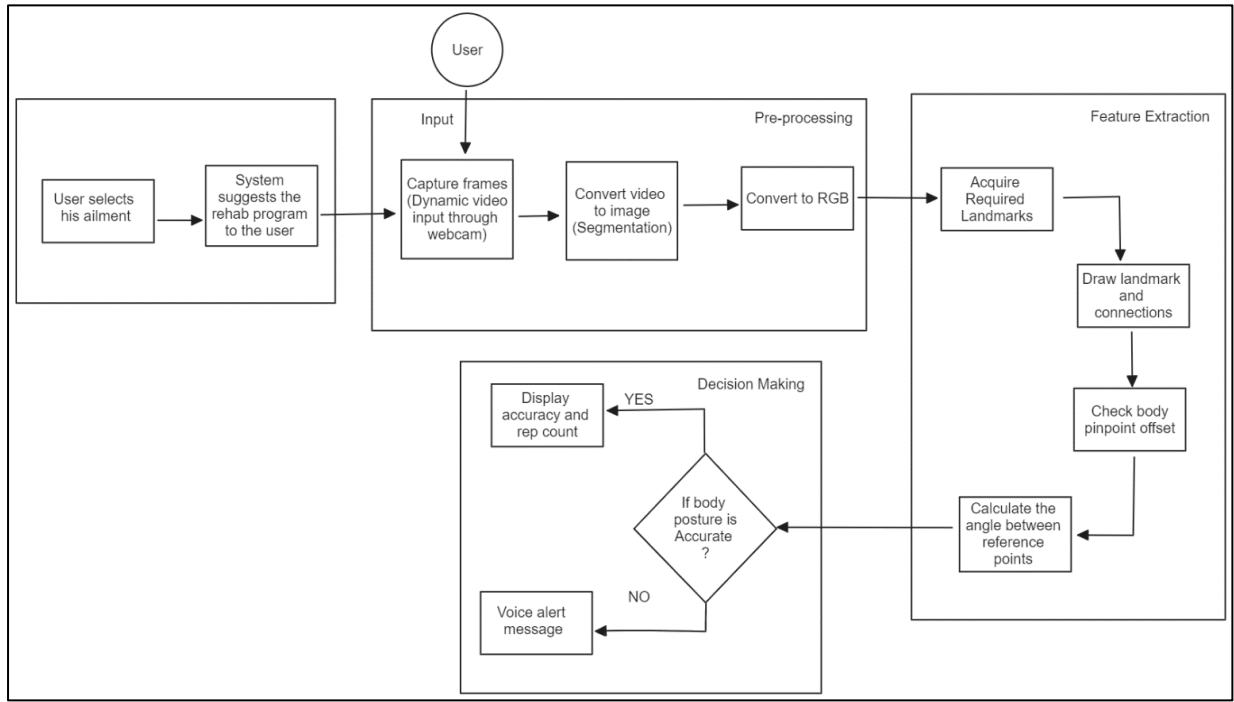 User
User selects
his ailment
System
suggests the
rehab program
to the user
Input
Pre-processing
Capture frames
(Dynamic video
input through
webcam)
Convert video
to image
(Segmentation)
Convert to RGB
Feature Extraction
Acquire
Required
Landmarks
Draw landmark
and
connections
Check body
pinpoint offset
Calculate the
angle between
reference
points
Decision Making
If body
posture is
Accurate
?
YES
Display
accuracy and
rep count
NO
Voice alert
message